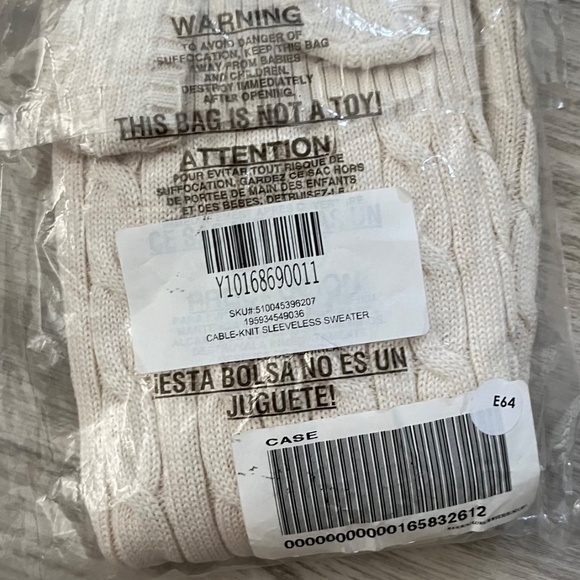 WARNING
TO AVOID DANGER OF
SUFFOCATION, KEEP THIS BAG
AWAY FROM BABIES
AND CHILDREN.
DESTROY IMMEDIATELY
AFTER OPENING.
THIS BAG IS NOT A TOY!
ATTENTION
POUR EVITAR TOUT RISQUE DE
SUFFOCATION, GARDEZ CE SAC HORS
DE PORTEE DE MAIN DES ENFANTS
ET DES BEBES, DETRUISEZ-LE
Y10168690011
SKU#:510045396207
195934549036
CABLE-KNIT SLEEVELESS SWEATER
¡ESTA BOLSA NO ES UN
JUGUETE!
E64
CASE
00000000000165832612